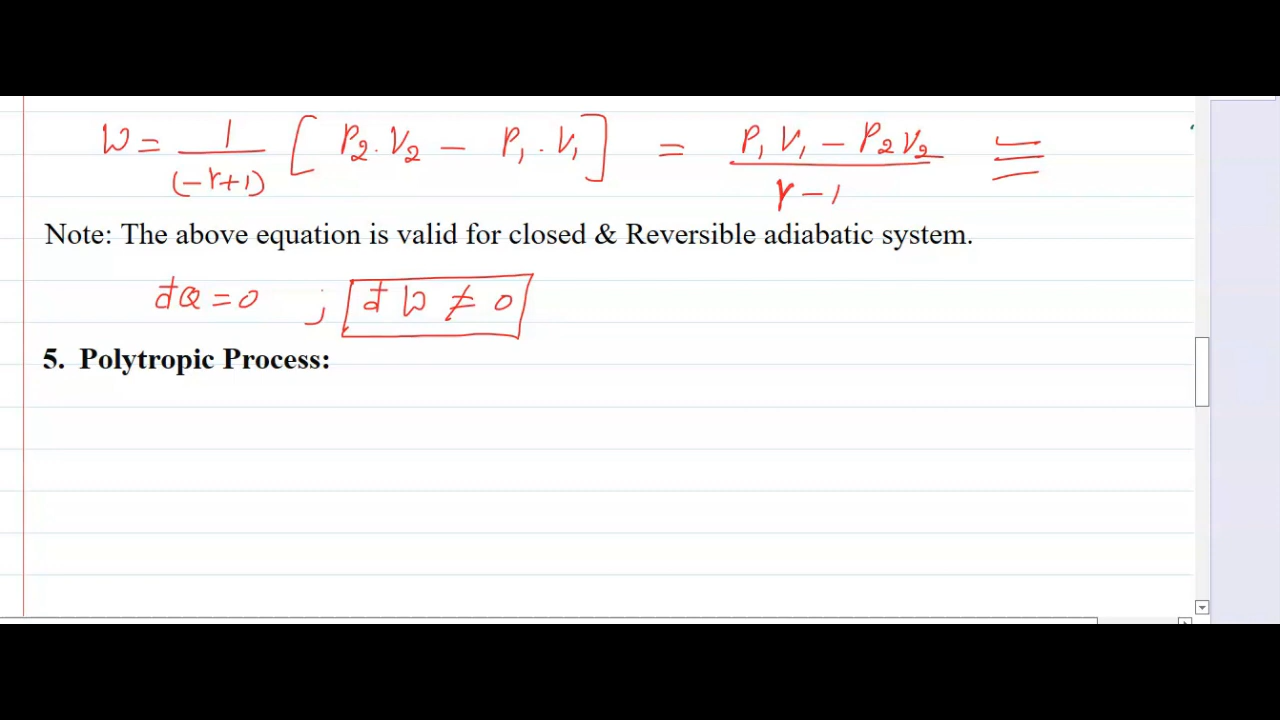 W = 1/(-γ+1) [P₂.V₂ - P₁.V₁] = (P₁V₁ - P₂V₂)/(γ-1)
Note: The above equation is valid for closed & Reversible adiabatic system.
đQ = 0 ; đW ≠ 0
5. Polytropic Process: